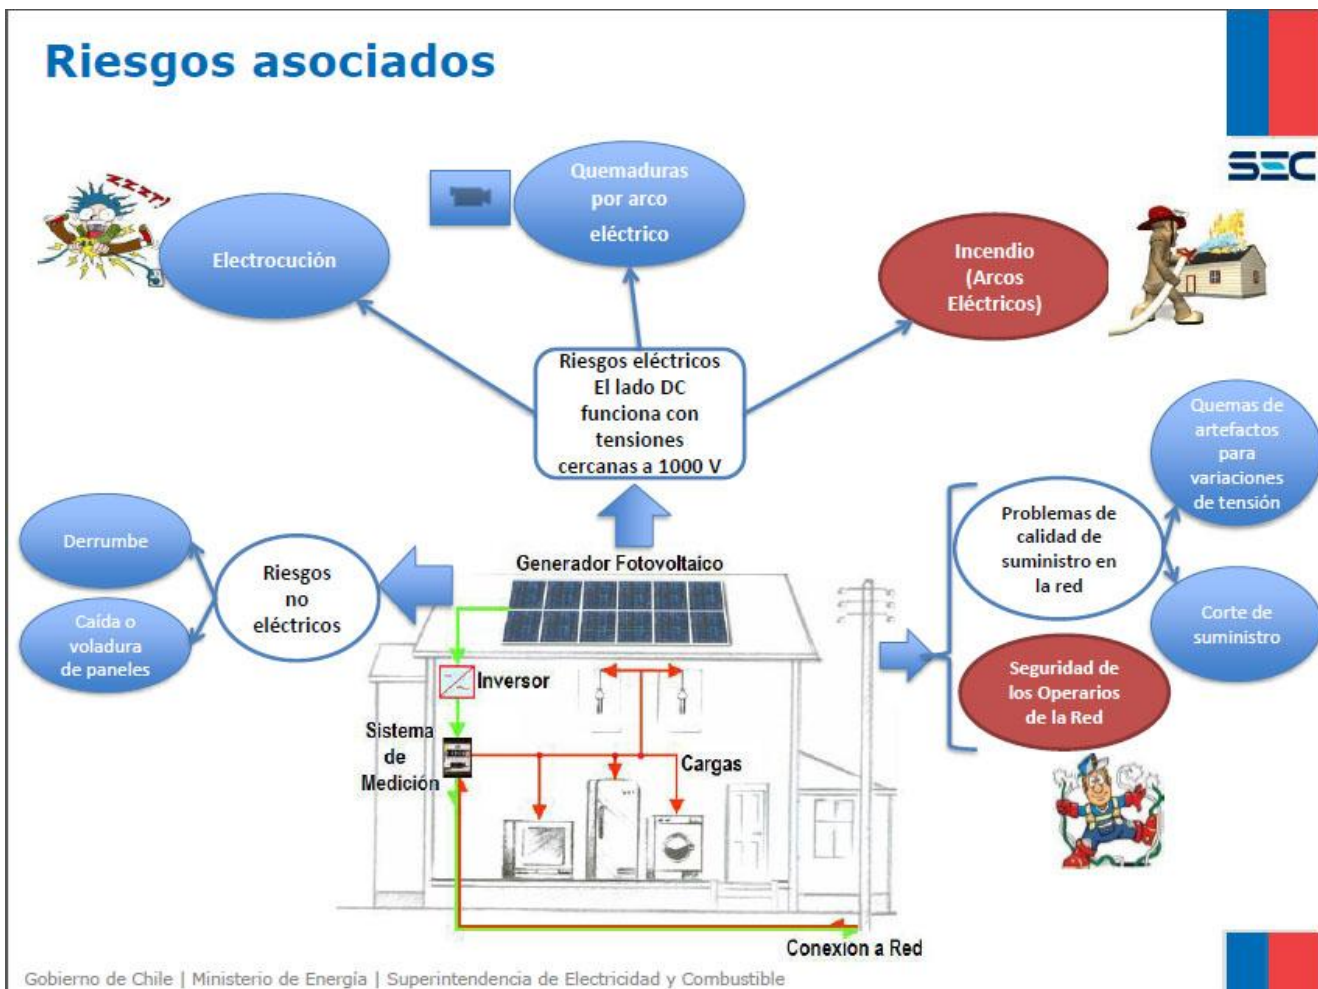 Riesgos asociados
SEC
ZZZT!
Quemaduras
por arco
eléctrico
Electrocución
Incendio
(Arcos
Eléctricos)
Riesgos eléctricos
El lado DC
funciona con
tensiones
cercanas a 1000 V
Quemas de
artefactos
para
variaciones
de tensión
Problemas de
calidad de
suministro en
la red
Corte de
suministro
Seguridad de
los Operarios
de la Red
Derrumbe
Caída o
voladura
de paneles
Riesgos
no
eléctricos
Generador Fotovoltaico
Inversor
Sistema
de
Medición
Cargas
Conexión a Red
Gobierno de Chile | Ministerio de Energía | Superintendencia de Electricidad y Combustible